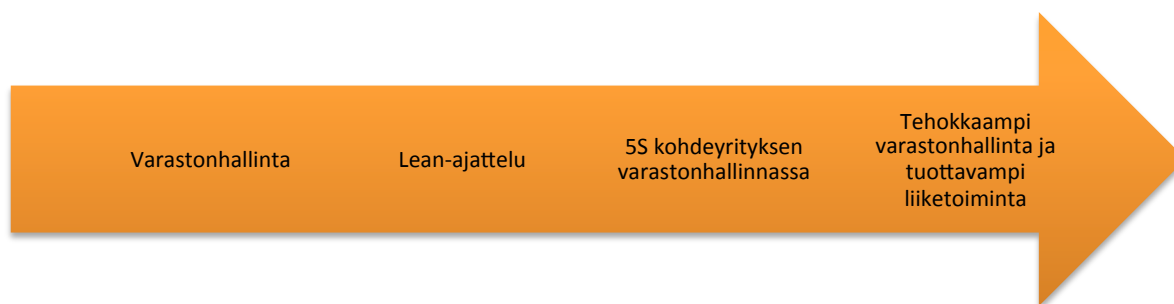 Varastonhallinta
Lean-ajattelu
5S kohdeyrityksen
varastonhallinnassa
Tehokkaampi
varastonhallinta ja
tuottavampi
liiketoiminta